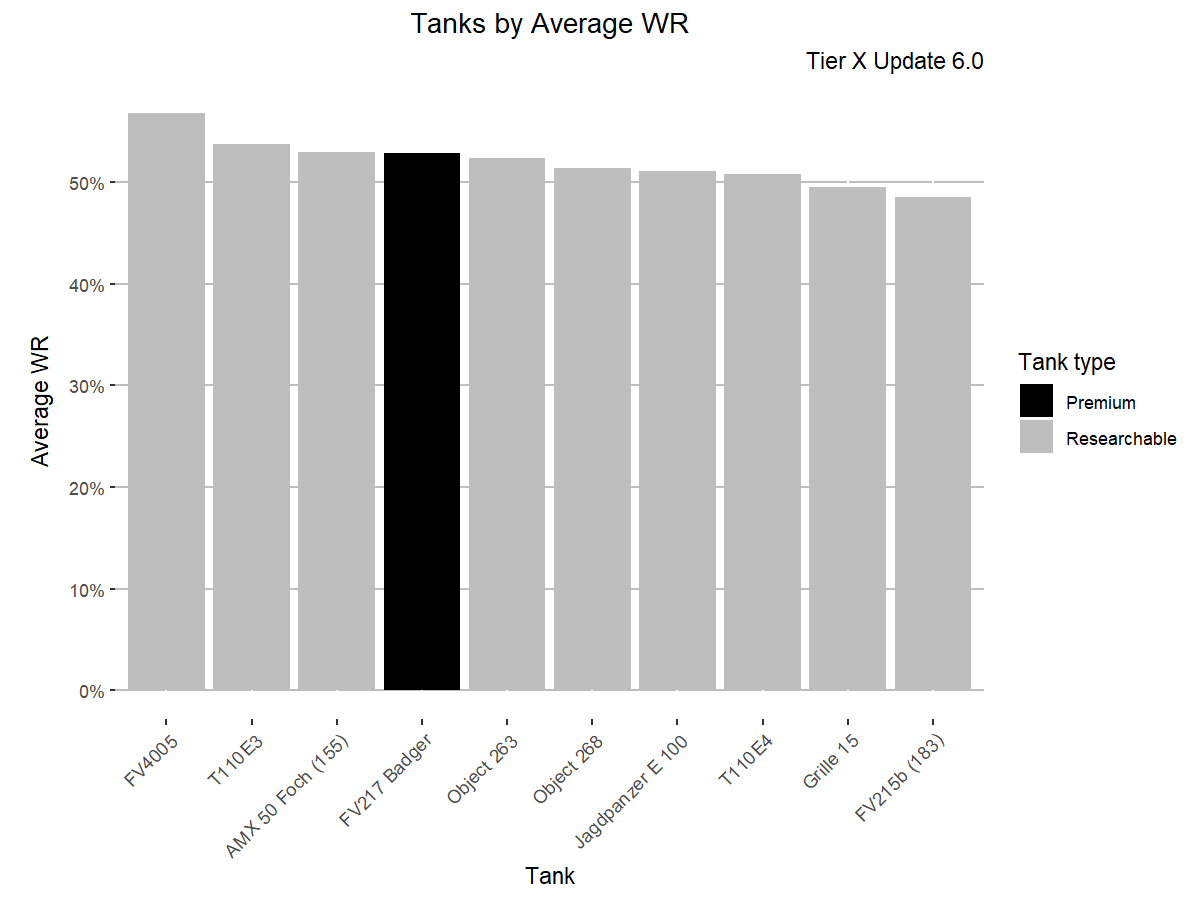 Tanks by Average WR
Tier X Update 6.0
Average WR
50%
40%
30%
20%
10%
0%
FV4005
T110E3
AMX 50 Foch (155)
FV217 Badger
Object 263
Object 268
Jagdpanzer E 100
T110E4
Grille 15
FV215b (183)
Tank
Tank type
Premium
Researchable